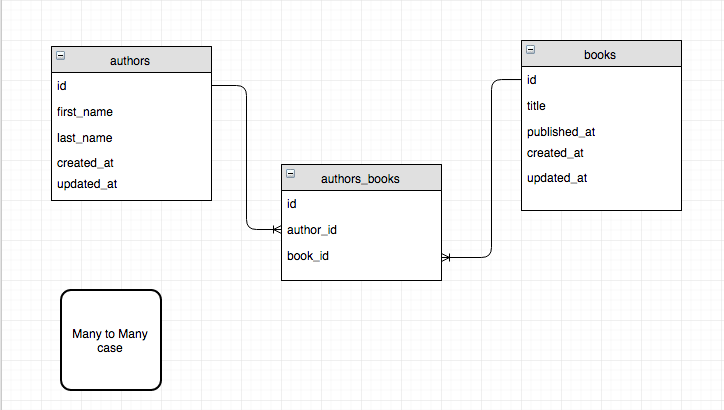 authors
id
first_name
last_name
created_at
updated_at
books
id
title
published_at
created_at
updated_at
authors_books
id
author_id
book_id
Many to Many
case